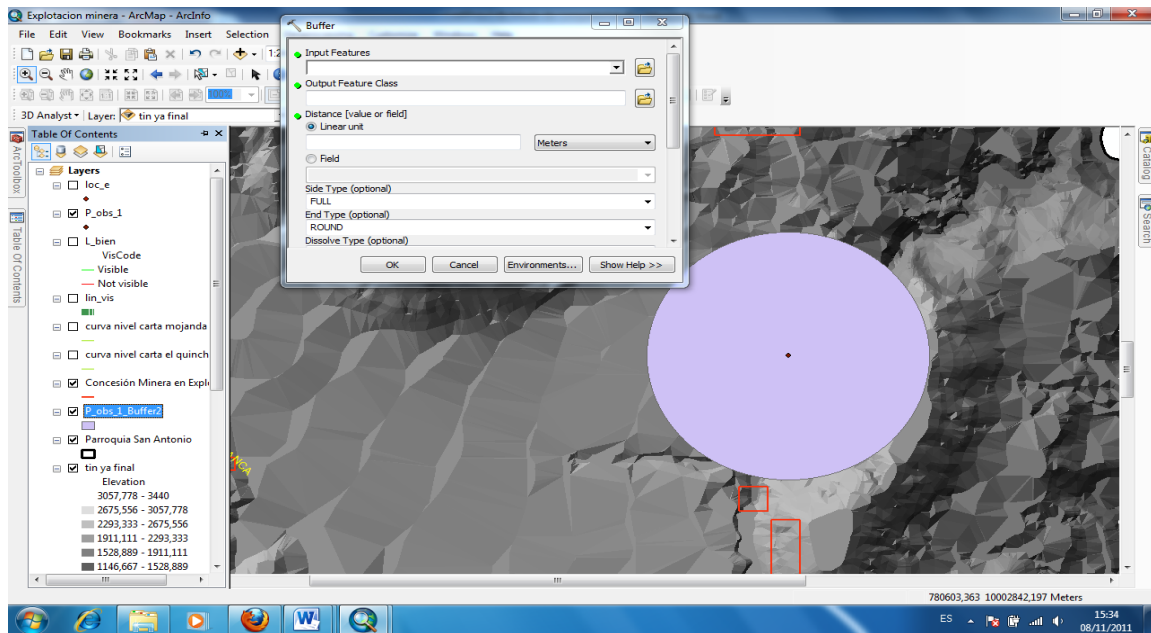 Explotacion minera - ArcMap - ArcInfo
File Edit View Bookmarks Insert Selection
3D Analyst Layer: tin ya final
Table Of Contents
Layers
loc_e
P_obs_1
L_bien
VisCode
Visible
Not visible
lin_vis
curva nivel carta mojanda
curva nivel carta el quinch
Concesión Minera en Expl
P_obs_1_Buffer2
Parroquia San Antonio
tin ya final
Elevation
3057,778 - 3440
2675,556 - 3057,778
2293,333 - 2675,556
1911,111 - 2293,333
1528,889 - 1911,111
1146,667 - 1528,889
ArcToolbox
Table Of Contents
Buffer
Input Features
Output Feature Class
Distance [value or field]
Linear unit
Meters
Field
Side Type (optional)
FULL
End Type (optional)
ROUND
Dissolve Type (optional)
OK Cancel Environments... Show Help >>
Catalog
Search
ANCA
780603,363 10002842,197 Meters
ES 15:34
08/11/2011